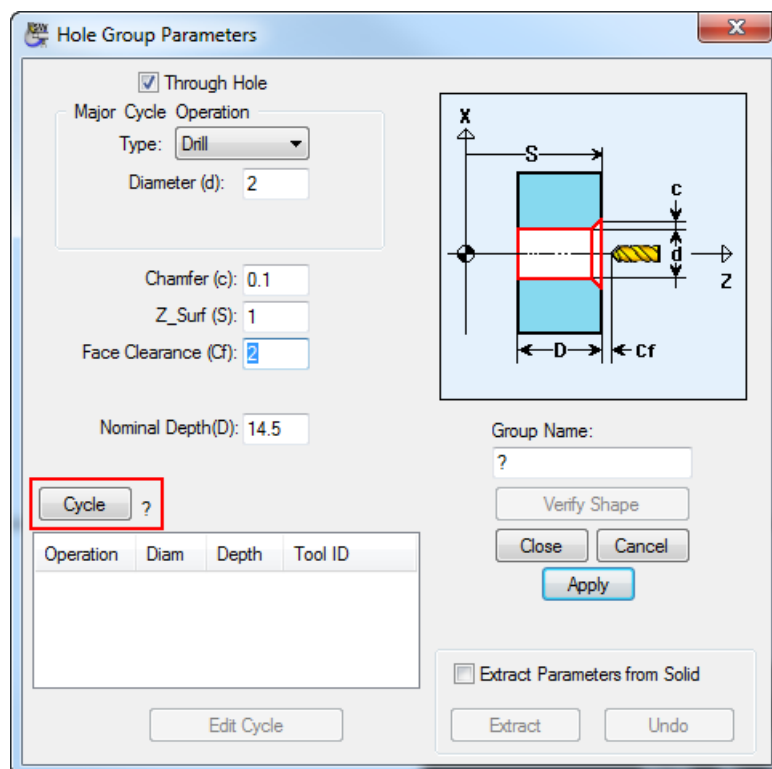 Hole Group Parameters
x
Through Hole
Major Cycle Operation
Type: Drill
Diameter (d): 2
Chamfer (c): 0.1
Z_Surf (S): 1
Face Clearance (Cf): 2
Nominal Depth(D): 14.5
Cycle ?
Operation Diam Depth Tool ID
Edit Cycle
X
S
c
d
Z
D Cf
Group Name:
?
Verify Shape
Close Cancel
Apply
Extract Parameters from Solid
Extract Undo